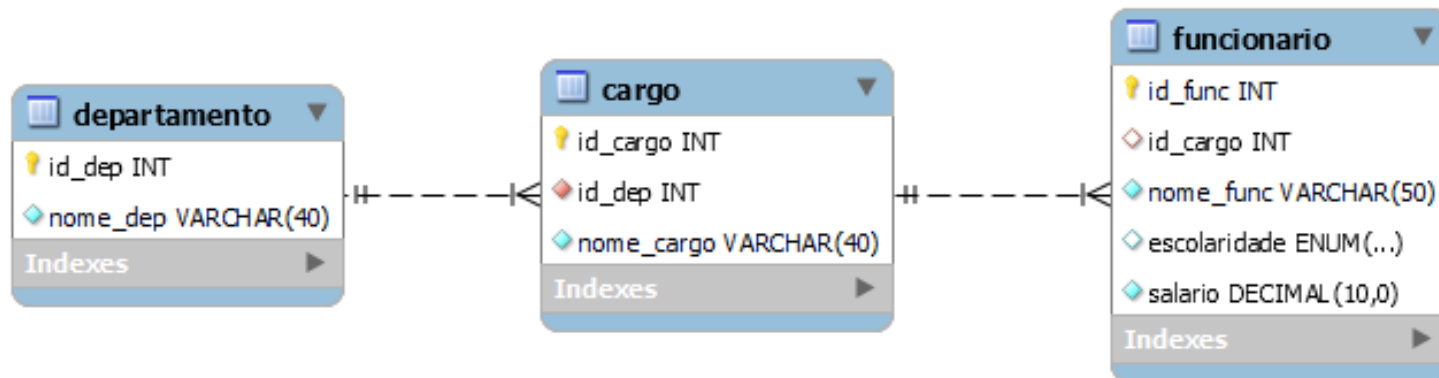 departamento
id_dep INT
nome_dep VARCHAR(40)
Indexes
cargo
id_cargo INT
id_dep INT
nome_cargo VARCHAR(40)
Indexes
funcionario
id_func INT
id_cargo INT
nome_func VARCHAR(50)
escolaridade ENUM(...)
salario DECIMAL(10,0)
Indexes